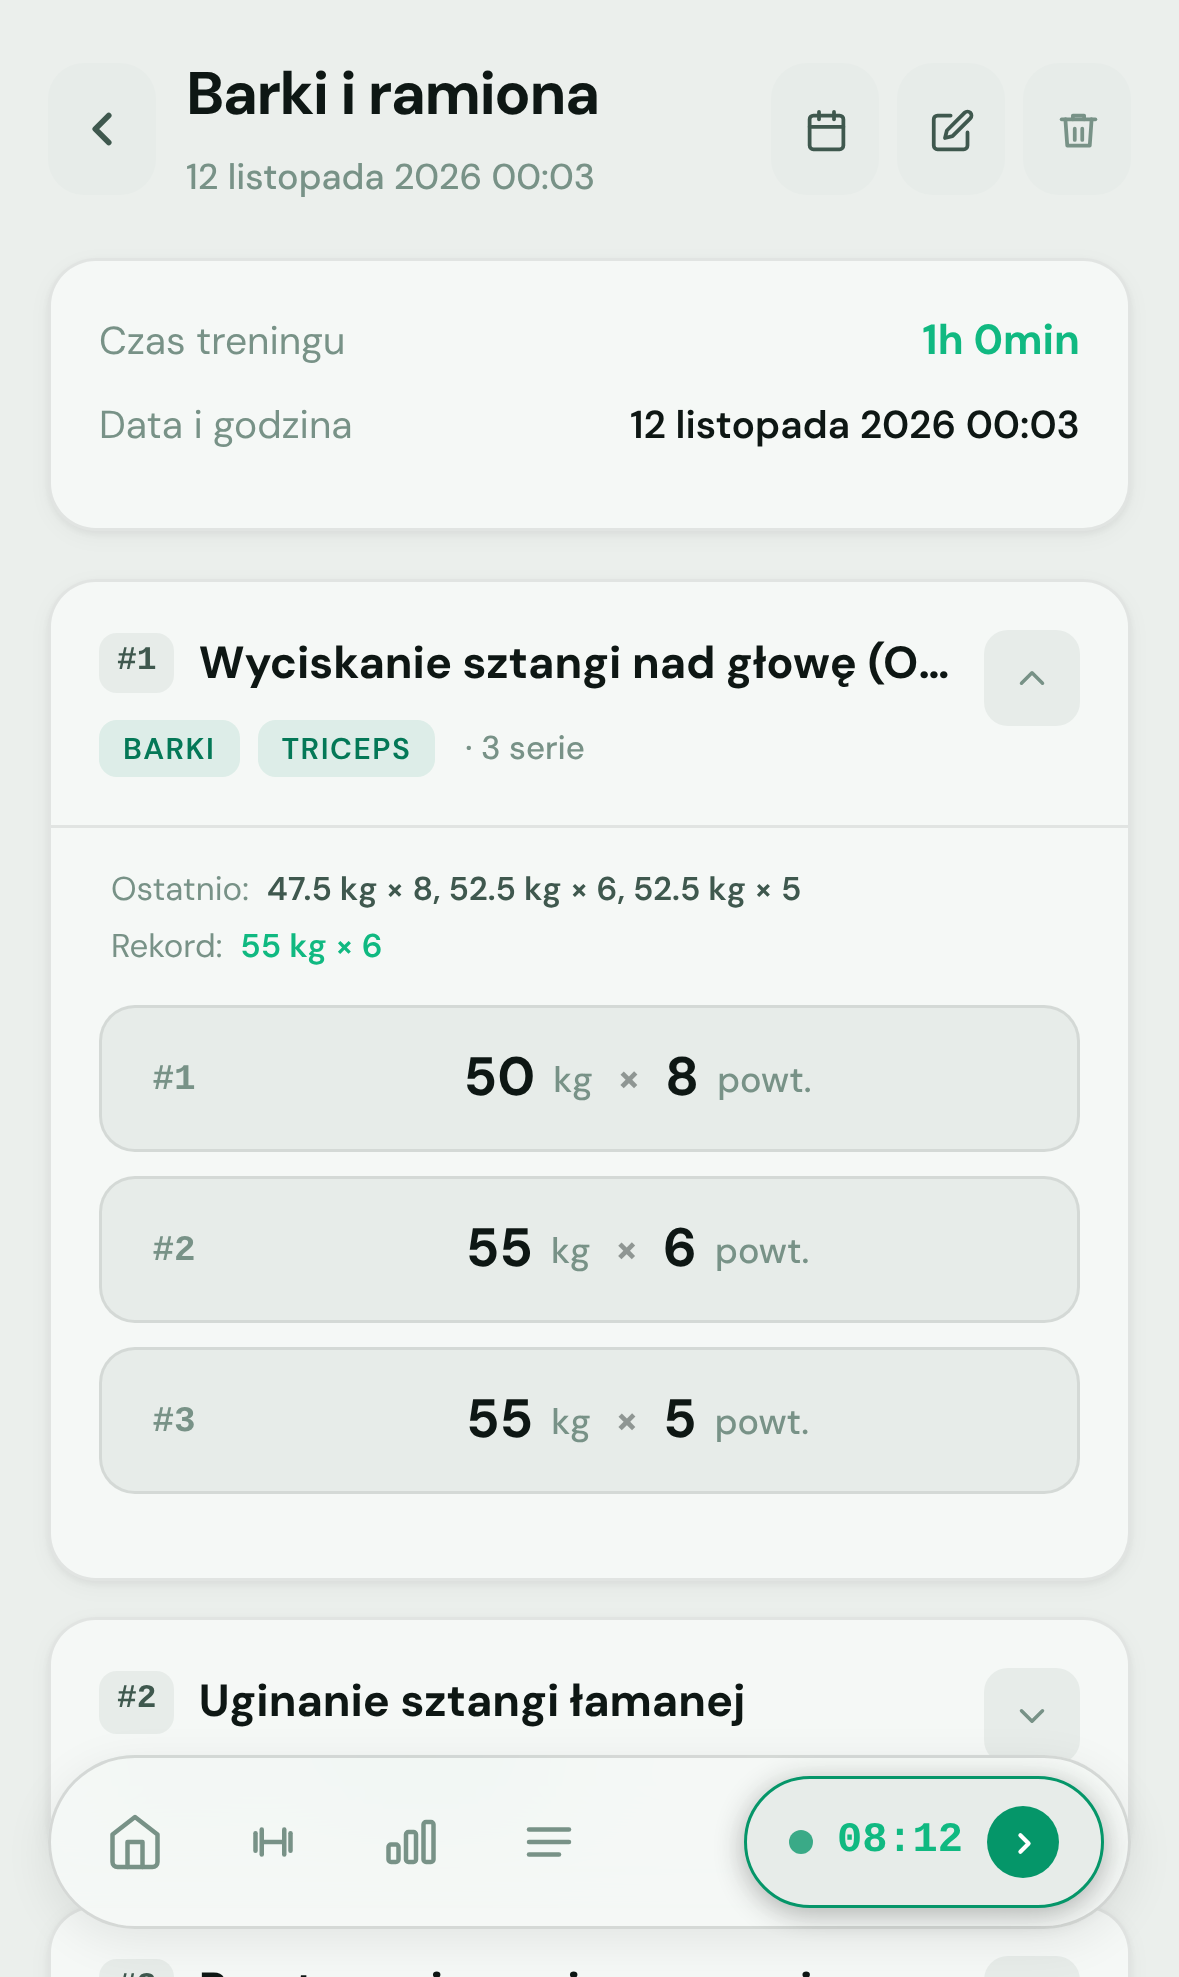 Barki i ramiona
12 listopada 2026 00:03
Czas treningu 1h 0min
Data i godzina 12 listopada 2026 00:03
#1 Wyciskanie sztangi nad głowę (O...
BARKI TRICEPS · 3 serie
Ostatnio: 47.5 kg × 8, 52.5 kg × 6, 52.5 kg × 5
Rekord: 55 kg × 6
#1 50 kg × 8 powt.
#2 55 kg × 6 powt.
#3 55 kg × 5 powt.
#2 Uginanie sztangi łamanej
08:12